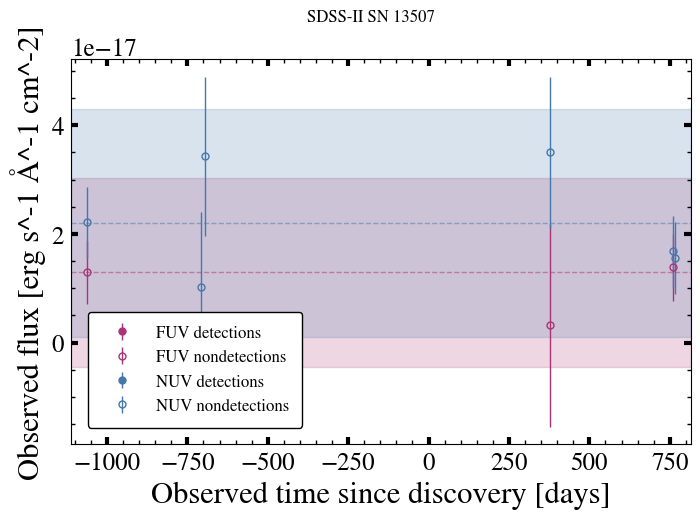 SDSS-II SN 13507
1e−17
Observed flux [erg s^-1 Å^-1 cm^-2]
4
2
0
FUV detections
FUV nondetections
NUV detections
NUV nondetections
−1000 −750 −500 −250 0 250 500 750
Observed time since discovery [days]